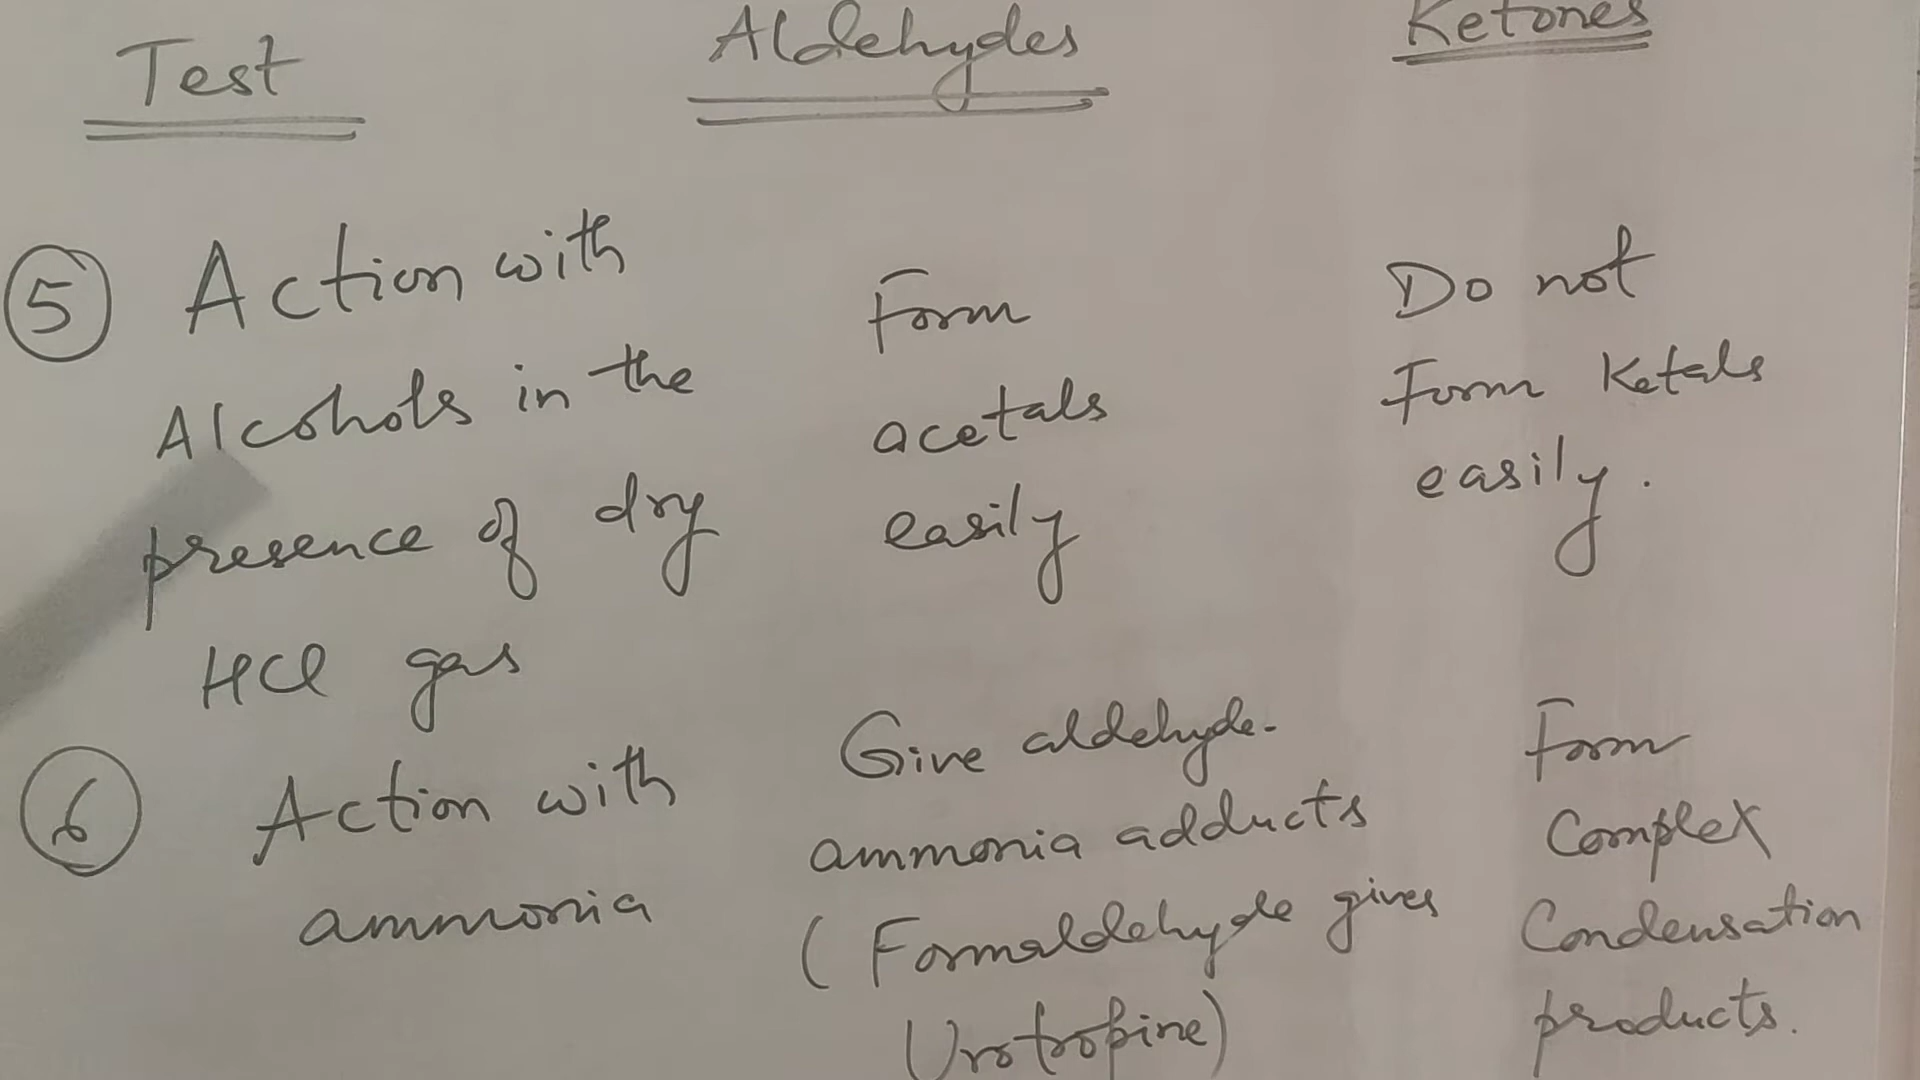 Test
Aldehydes
Ketones
5 Action with
Alcohols in the
presence of dry
HCl gas
Form
acetals
easily
Do not
Form Ketals
easily.
6 Action with
ammonia
Give aldehyde-
ammonia adducts
(Formaldehyde gives
Urotropine)
Form
Complex
Condensation
products.